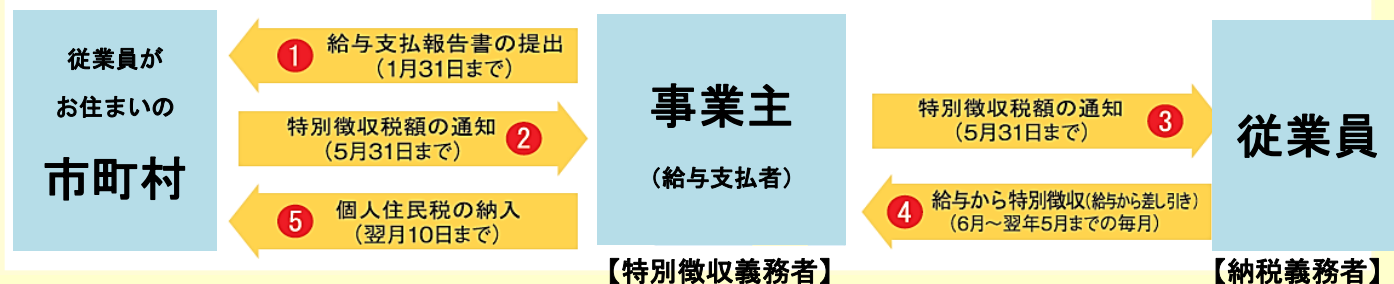 従業員が
お住まいの
市町村
❶ 給与支払報告書の提出
(1月31日まで)
特別徴収税額の通知 ❷
(5月31日まで)
❺ 個人住民税の納入
(翌月10日まで)
事業主
(給与支払者)
【特別徴収義務者】
特別徴収税額の通知 ❸
(5月31日まで)
❹ 給与から特別徴収(給与から差し引き)
(6月～翌年5月までの毎月)
従業員
【納税義務者】